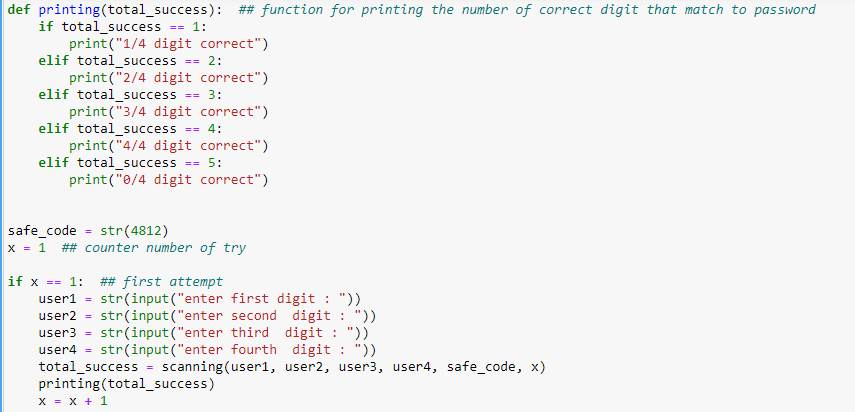 def printing(total_success):  ## function for printing the number of correct digit that match to password
    if total_success == 1:
        print("1/4 digit correct")
    elif total_success == 2:
        print("2/4 digit correct")
    elif total_success == 3:
        print("3/4 digit correct")
    elif total_success == 4:
        print("4/4 digit correct")
    elif total_success == 5:
        print("0/4 digit correct")
safe_code = str(4812)
x = 1  ## counter number of try
if x == 1:  ## first attempt
    user1 = str(input("enter first digit : "))
    user2 = str(input("enter second  digit : "))
    user3 = str(input("enter third  digit : "))
    user4 = str(input("enter fourth  digit : "))
    total_success = scanning(user1, user2, user3, user4, safe_code, x)
    printing(total_success)
    x = x + 1